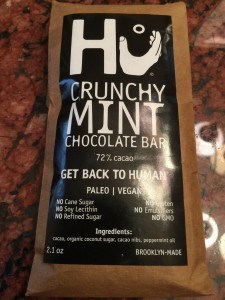 HU
CRUNCHY
MINT
CHOCOLATE BAR
72% cacao
GET BACK TO HUMAN
PALEO | VEGAN
NO Cane Sugar NO Gluten
NO Soy Lecithin NO Emulsifiers
NO Refined Sugar NO GMO
Ingredients:
cacao, organic coconut sugar, cacao nibs, peppermint oil
2.1 oz BROOKLYN-MADE